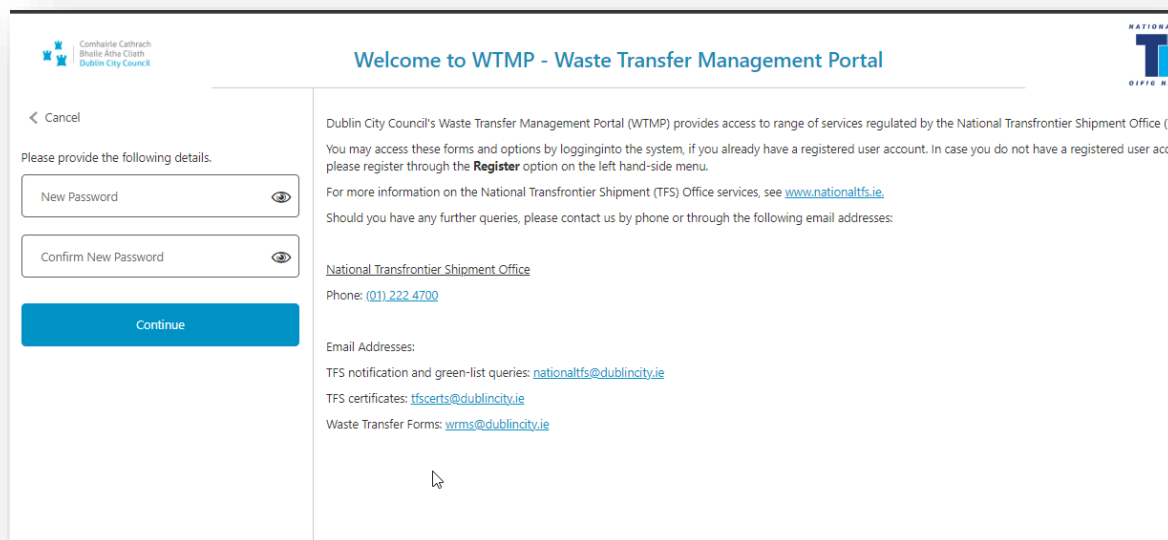 Comhairle Cathrach
Bhaile Átha Cliath
Dublin City Council
Welcome to WTMP - Waste Transfer Management Portal
NATIONA
T
OIFIG N
Cancel
Please provide the following details.
New Password
Confirm New Password
Continue
Dublin City Council's Waste Transfer Management Portal (WTMP) provides access to range of services regulated by the National Transfrontier Shipment Office (
You may access these forms and options by logginginto the system, if you already have a registered user account. In case you do not have a registered user acc
please register through the Register option on the left hand-side menu.
For more information on the National Transfrontier Shipment (TFS) Office services, see www.nationaltfs.ie.
Should you have any further queries, please contact us by phone or through the following email addresses:
National Transfrontier Shipment Office
Phone: (01) 222 4700
Email Addresses:
TFS notification and green-list queries: nationaltfs@dublincity.ie
TFS certificates: tfscerts@dublincity.ie
Waste Transfer Forms: wrms@dublincity.ie